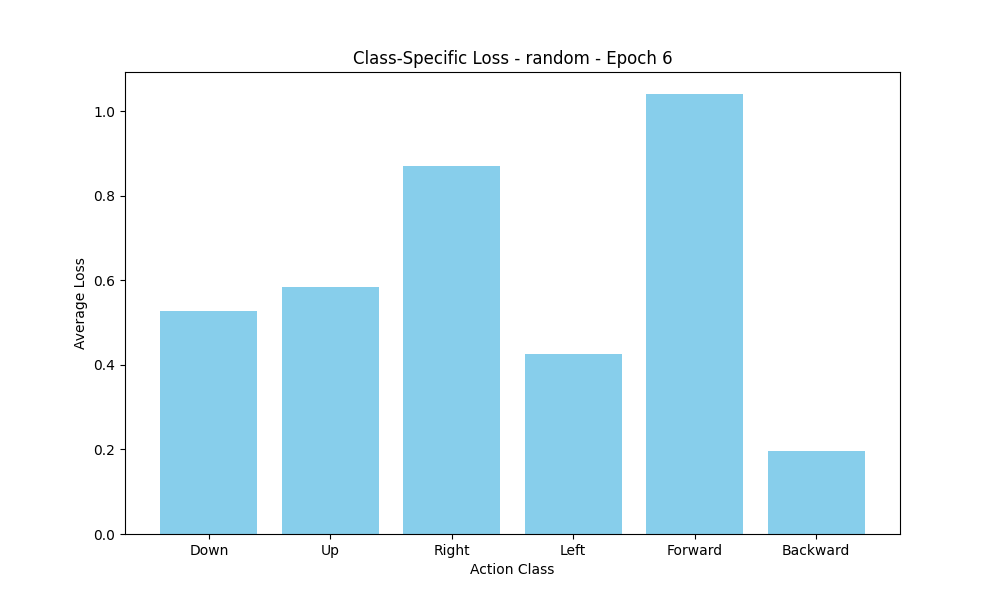 Class-Specific Loss - random - Epoch 6
Average Loss
1.0
0.8
0.6
0.4
0.2
0.0
Down Up Right Left Forward Backward
Action Class